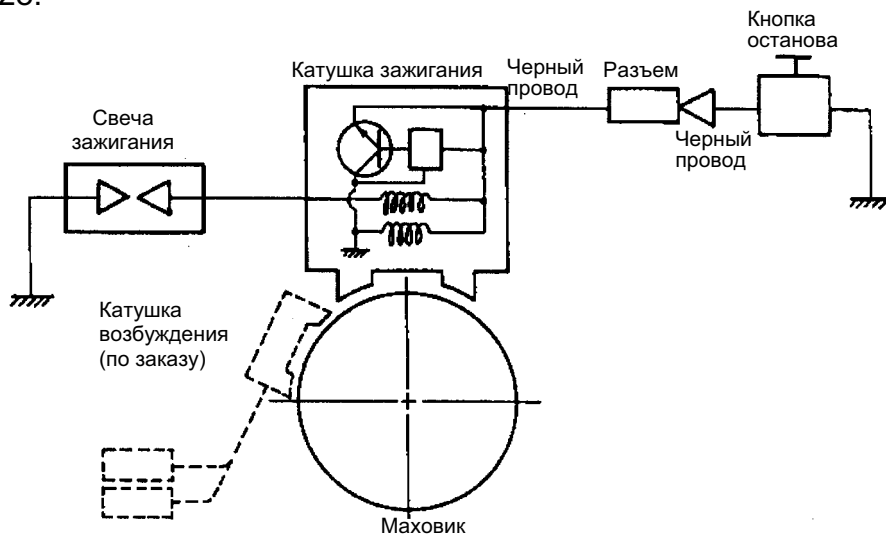 Кнопка
останова
Катушка зажигания
Черный
провод
Разъем
Свеча
зажигания
Черный
провод
Катушка
возбуждения
(по заказу)
Маховик